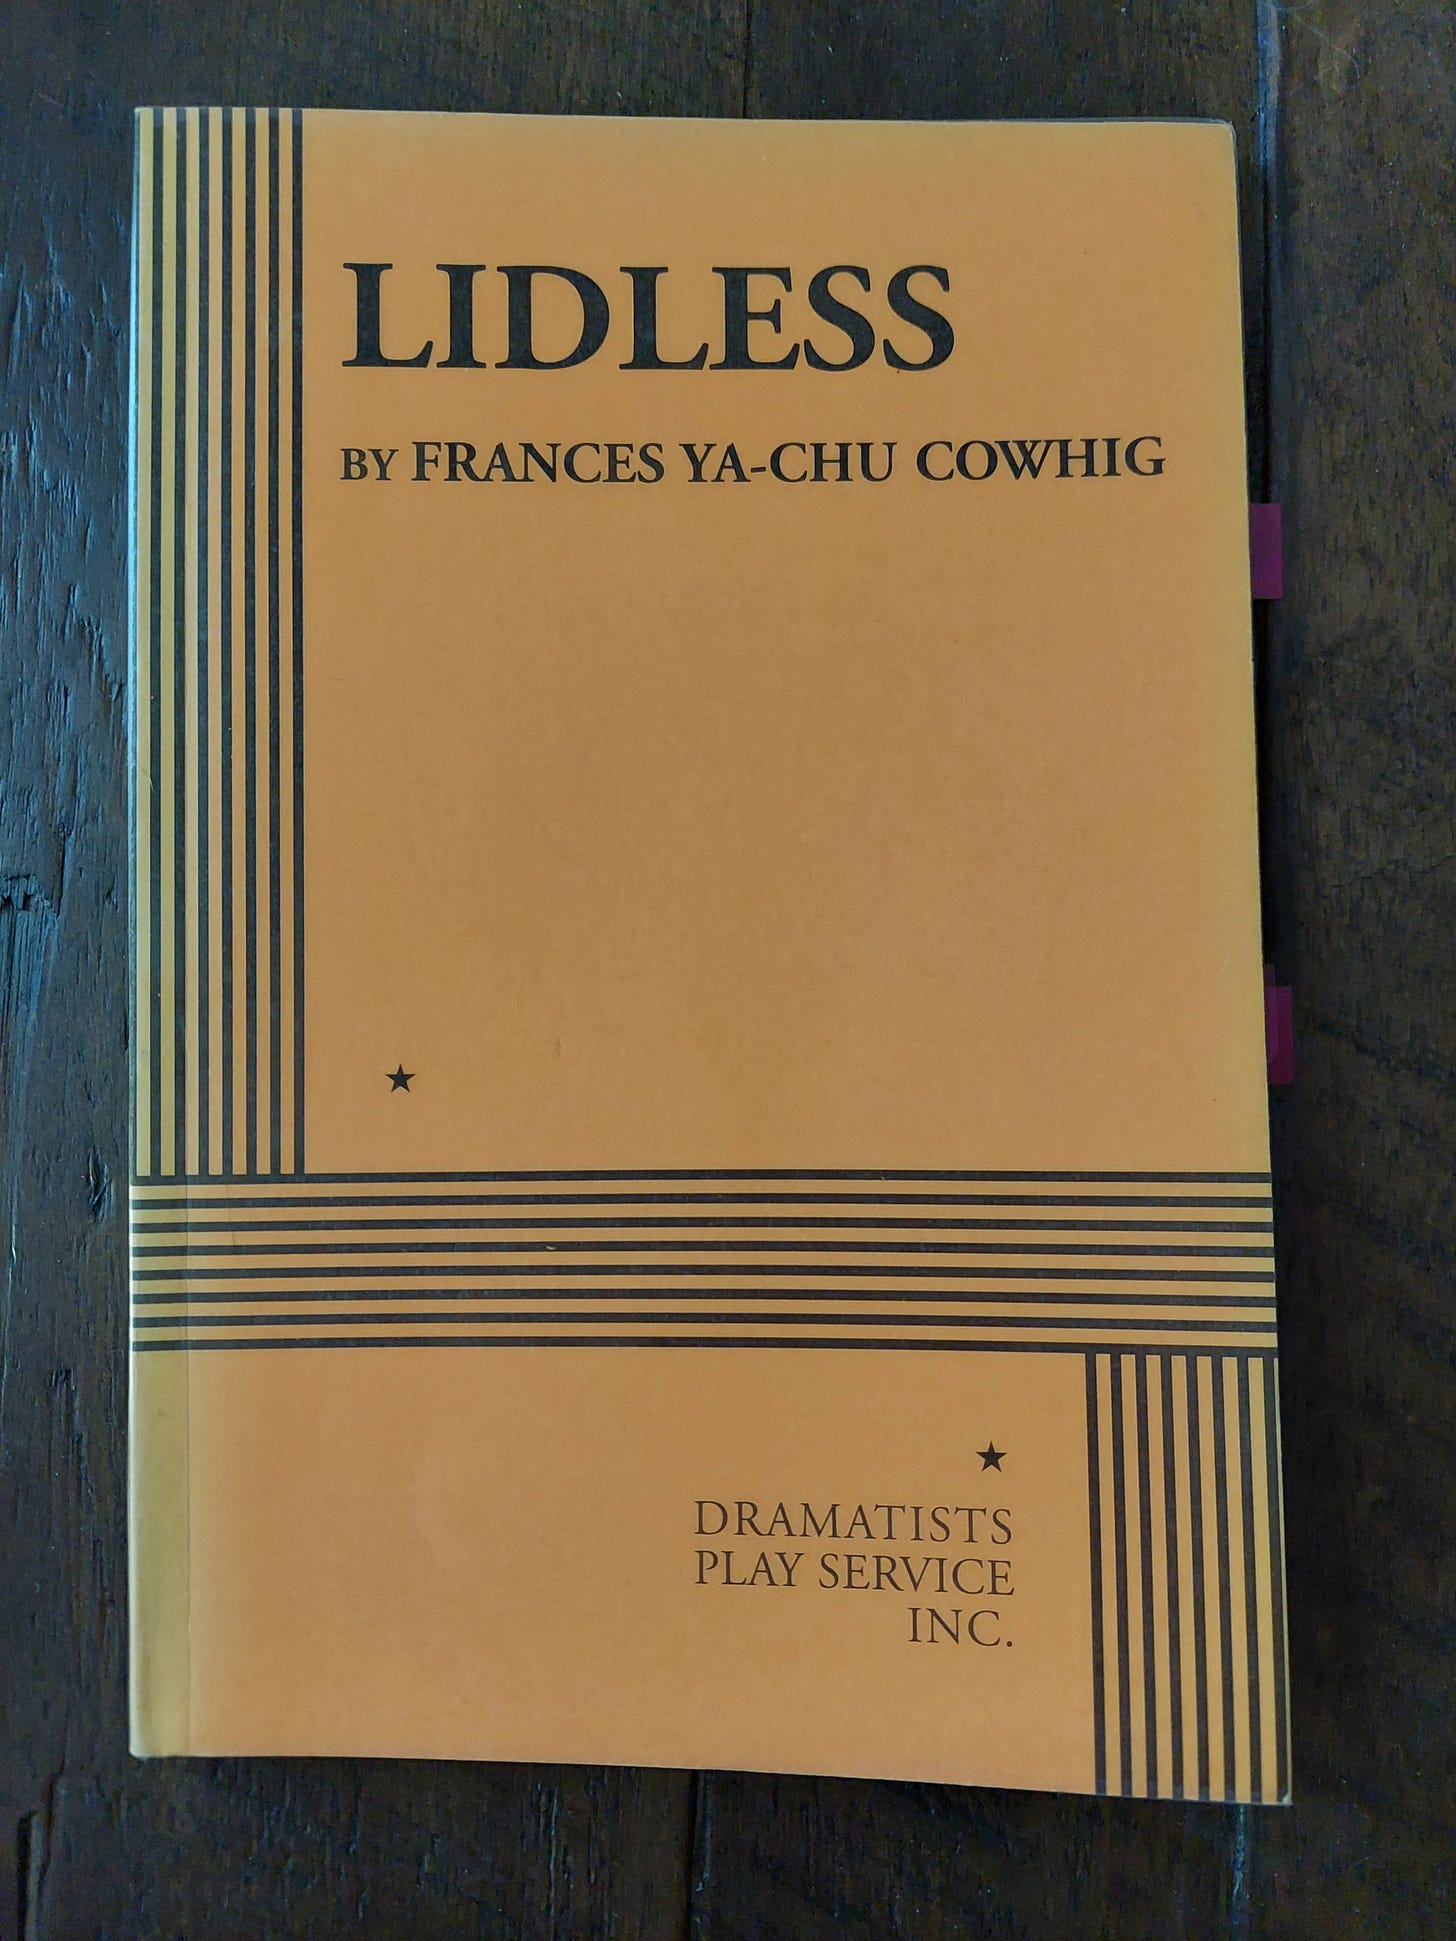 LIDLESS
BY FRANCES YA-CHU COWHIG
DRAMATISTS
PLAY SERVICE
INC.